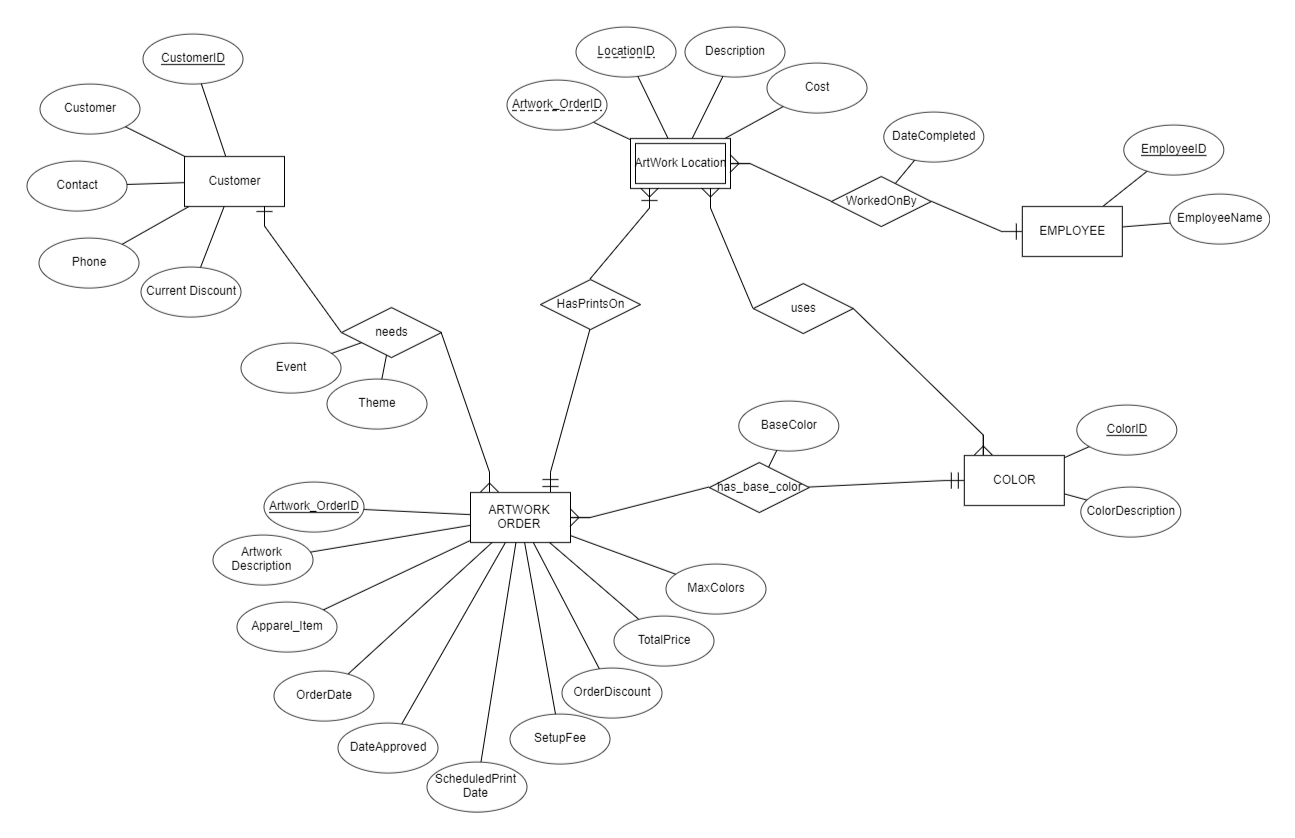 CustomerID
LocationID
Description
Cost
Customer
Artwork_OrderID
DateCompleted
EmployeeID
ArtWork Location
Contact
Customer
WorkedOnBy
EmployeeName
EMPLOYEE
Phone
Current Discount
HasPrintsOn
uses
needs
Event
Theme
BaseColor
ColorID
has_base_color
COLOR
ColorDescription
Artwork_OrderID
ARTWORK
ORDER
Artwork
Description
MaxColors
Apparel_Item
TotalPrice
OrderDate
OrderDiscount
DateApproved
SetupFee
ScheduledPrint
Date